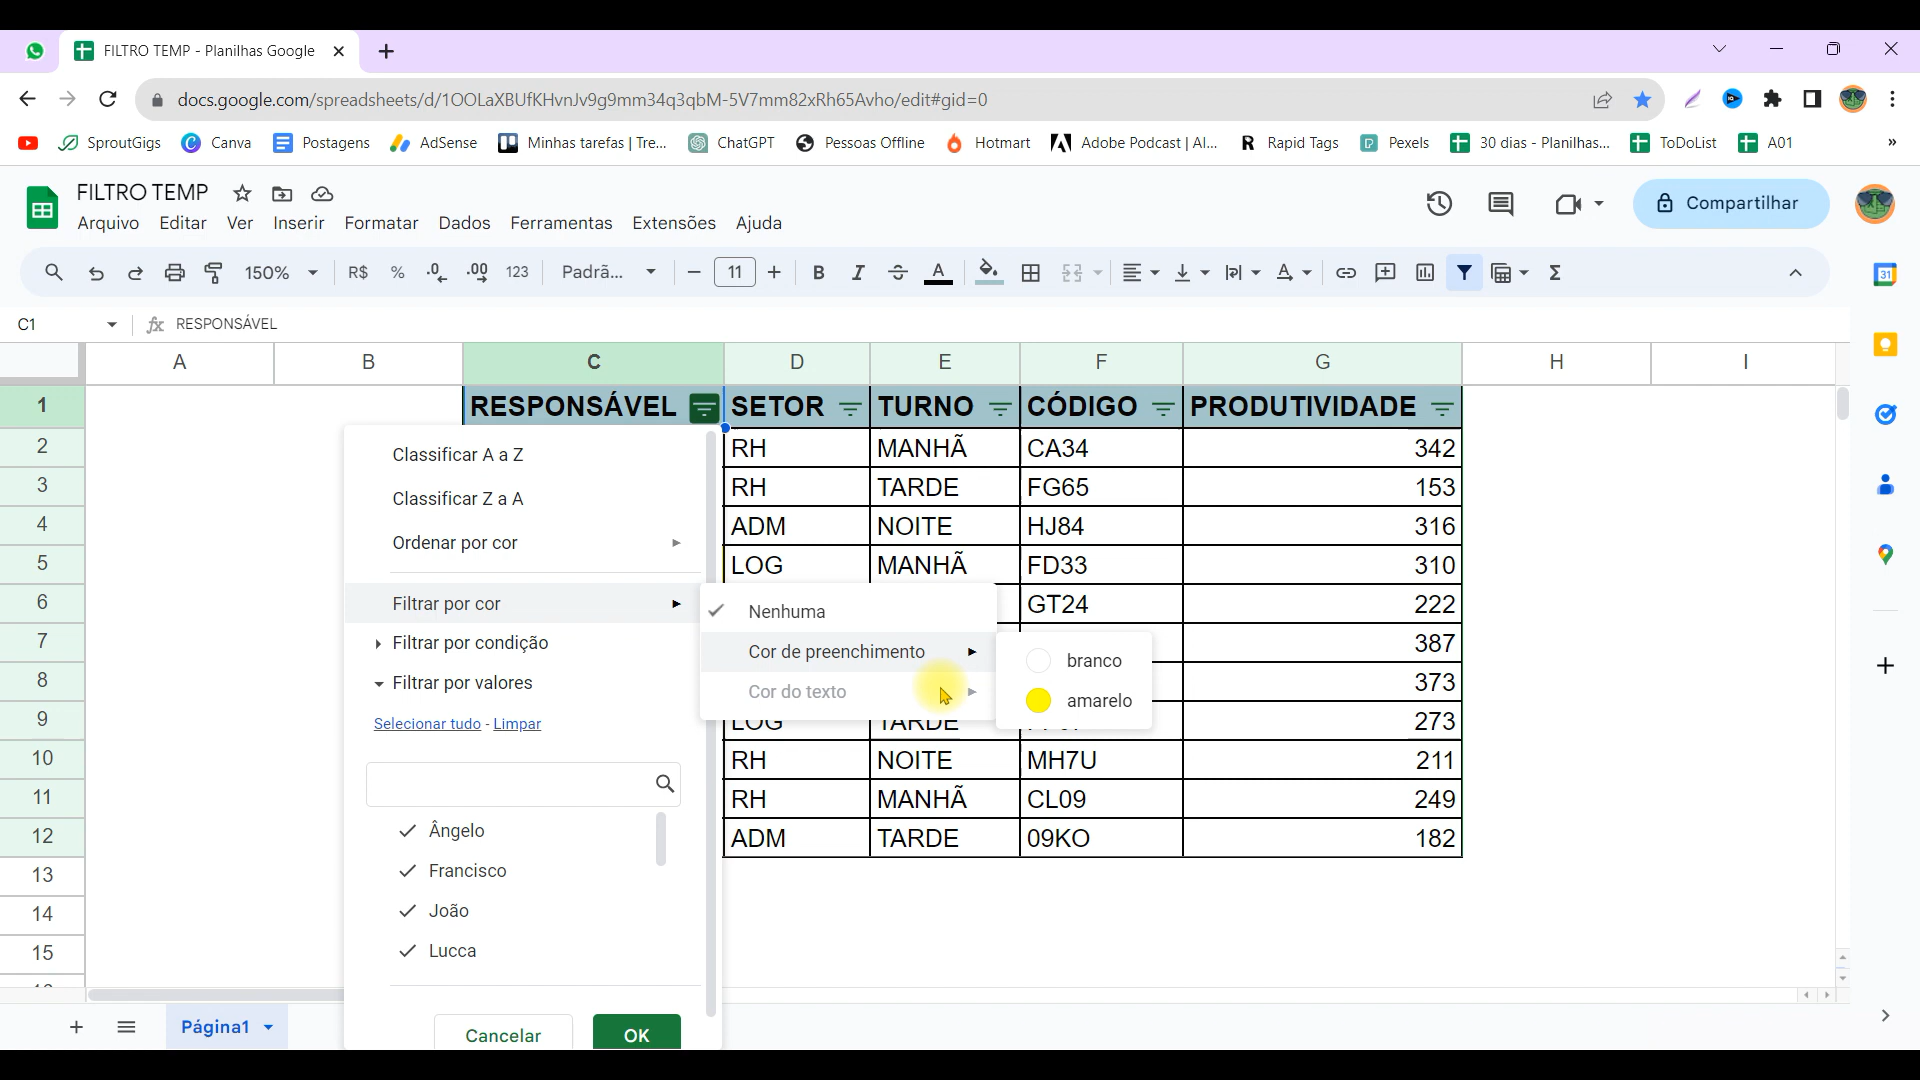 FILTRO TEMP - Planilhas Google
docs.google.com/spreadsheets/d/1OOLaXBUfKHvnJv9g9mm34q3qbM-5V7mm82xRh65Avho/edit#gid=0
SproutGigs Canva Postagens AdSense Minhas tarefas | Tre... ChatGPT Pessoas Offline Hotmart Adobe Podcast | AI... Rapid Tags Pexels 30 dias - Planilhas... ToDoList A01 »
FILTRO TEMP
Compartilhar
Arquivo Editar Ver Inserir Formatar Dados Ferramentas Extensões Ajuda
150% R$ % .0 .00 123 Padrã... 11 B I S A Σ 31
C1 fx RESPONSÁVEL
A B C D E F G H I
1 RESPONSÁVEL SETOR TURNO CÓDIGO PRODUTIVIDADE
2 RH MANHÃ CA34 342
3 RH TARDE FG65 153
4 ADM NOITE HJ84 316
5 LOG MANHÃ FD33 310
6 GT24 222
7 387
8 373
9 LOG TARDE 273
10 RH NOITE MH7U 211
11 RH MANHÃ CL09 249
12 ADM TARDE 09KO 182
13
14
15
Classificar A a Z
Classificar Z a A
Ordenar por cor
Filtrar por cor
Filtrar por condição
Filtrar por valores
Selecionar tudo - Limpar
Ângelo
Francisco
João
Lucca
Cancelar OK
Nenhuma
Cor de preenchimento
Cor do texto
branco
amarelo
Página1